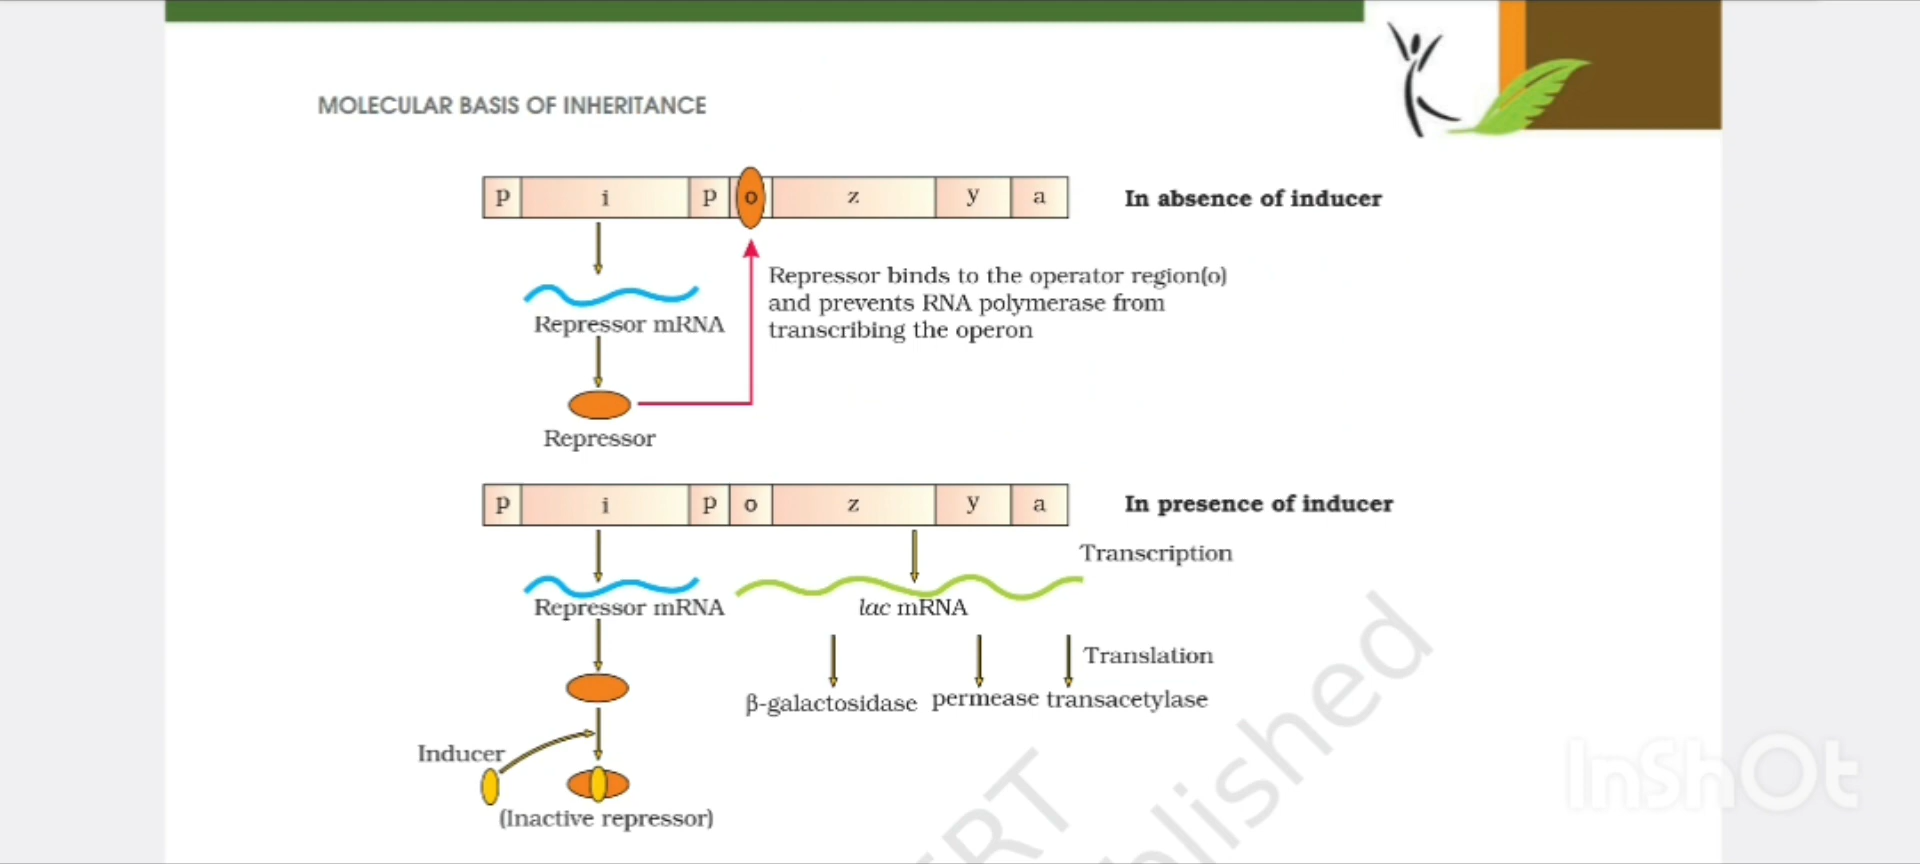 MOLECULAR BASIS OF INHERITANCE
p i p o z y a In absence of inducer
Repressor binds to the operator region(o)
and prevents RNA polymerase from
transcribing the operon
Repressor mRNA
Repressor
p i p o z y a In presence of inducer
Transcription
Repressor mRNA lac mRNA
Translation
β-galactosidase permease transacetylase
Inducer
(Inactive repressor)
blished
InShOt